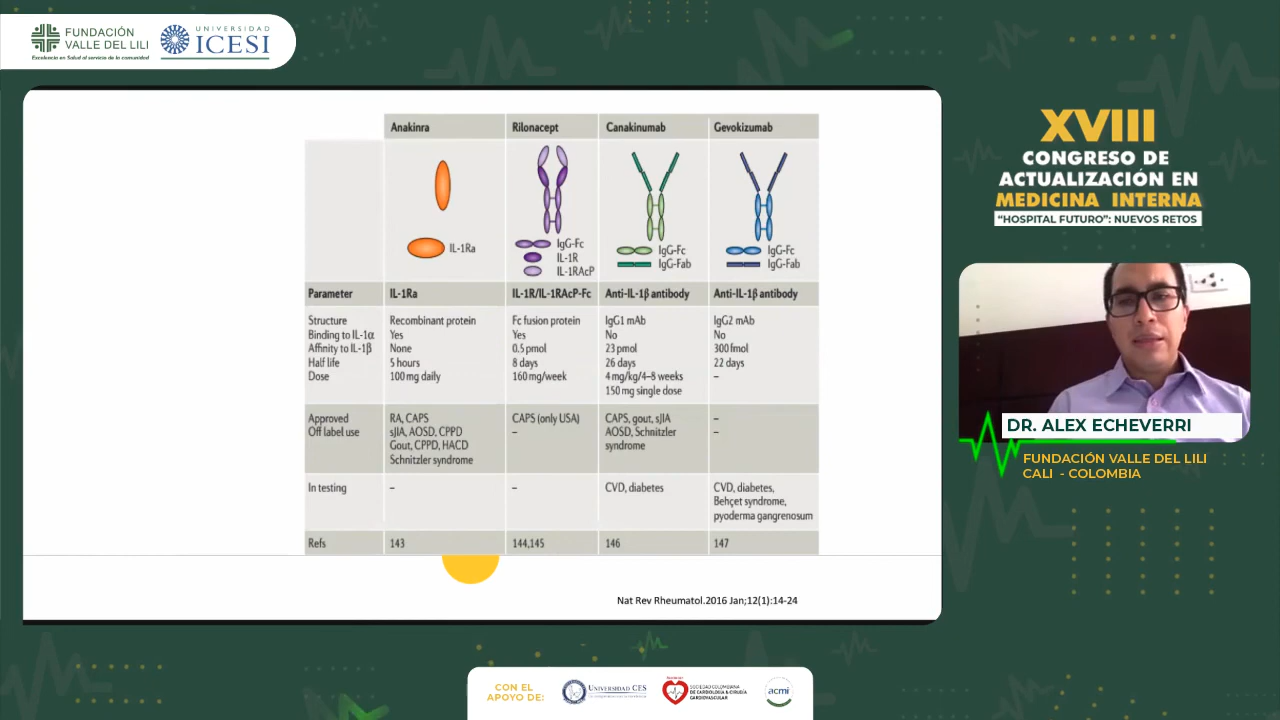 FUNDACIÓN
VALLE DEL LILI
Excelencia en Salud al servicio de la comunidad
UNIVERSIDAD
ICESI
Anakinra Rilonacept Canakinumab Gevokizumab
IL-1Ra
IgG-Fc
IL-1R
IL-1RAcP
IgG-Fc
IgG-Fab
IgG-Fc
IgG-Fab
Parameter IL-1Ra IL-1R/IL-1RAcP-Fc Anti-IL-1β antibody Anti-IL-1β antibody
Structure Recombinant protein Fc fusion protein IgG1 mAb IgG2 mAb
Binding to IL-1α Yes Yes No No
Affinity to IL-1β None 0.5 pmol 23 pmol 300 fmol
Half life 5 hours 8 days 26 days 22 days
Dose 100 mg daily 160 mg/week 4 mg/kg/4–8 weeks –
150 mg single dose
Approved RA, CAPS CAPS (only USA) CAPS, gout, sJIA –
Off label use sJIA, AOSD, CPPD – AOSD, Schnitzler –
Gout, CPPD, HACD syndrome
Schnitzler syndrome
In testing – – CVD, diabetes CVD, diabetes,
Behçet syndrome,
pyoderma gangrenosum
Refs 143 144,145 146 147
Nat Rev Rheumatol.2016 Jan;12(1):14-24
XVIII
CONGRESO DE
ACTUALIZACIÓN EN
MEDICINA INTERNA
“HOSPITAL FUTURO”: NUEVOS RETOS
DR. ALEX ECHEVERRI
FUNDACIÓN VALLE DEL LILI
CALI - COLOMBIA
CON EL
APOYO DE:
UNIVERSIDAD CES
SOCIEDAD COLOMBIANA
DE CARDIOLOGÍA & CIRUGÍA
CARDIOVASCULAR
acmi